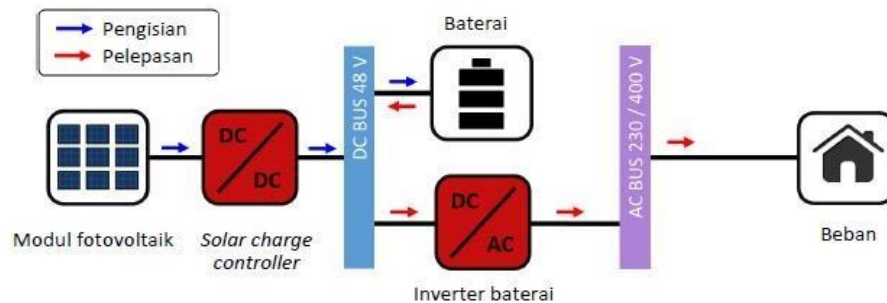 Pengisian
Pelepasan
Baterai
DC BUS 48 V
AC BUS 230 / 400 V
DC
DC
DC
AC
Modul fotovoltaik
Solar charge
controller
Inverter baterai
Beban